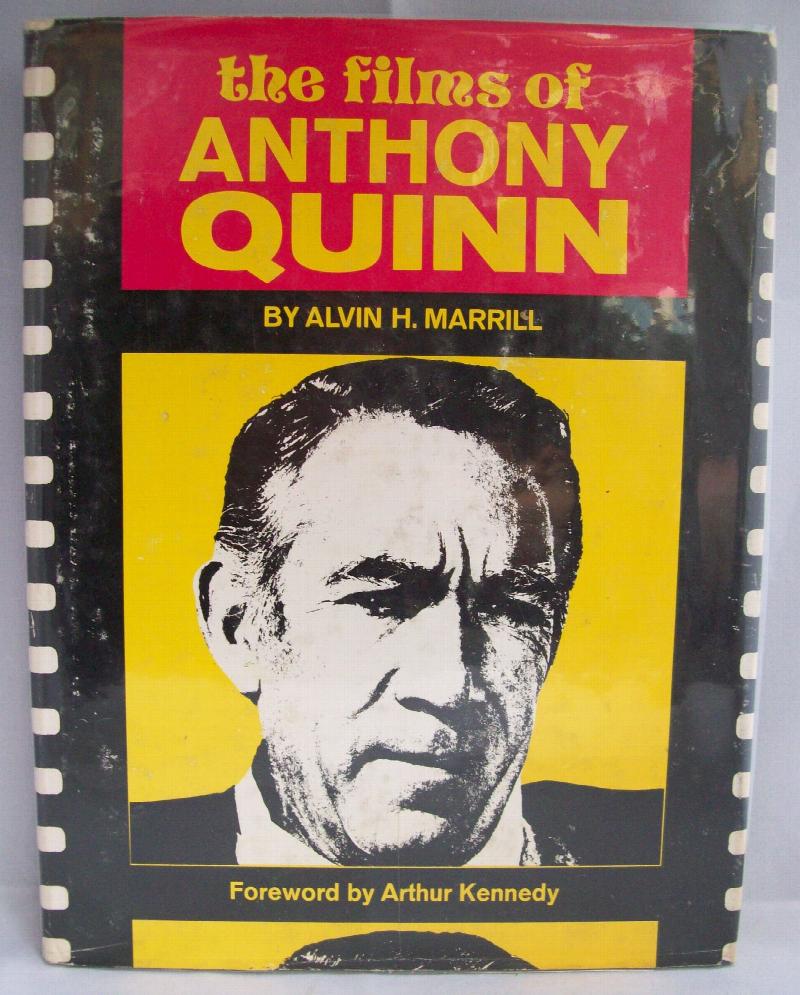 the films of
ANTHONY
QUINN
BY ALVIN H. MARRILL
Foreword by Arthur Kennedy